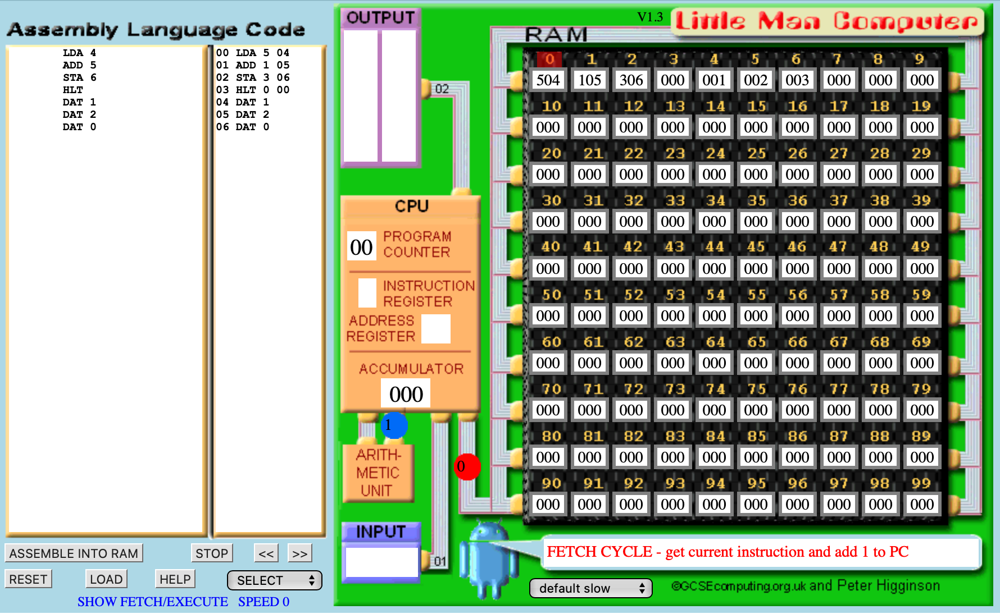 Assembly Language Code
LDA 4
ADD 5
STA 6
HLT
DAT 1
DAT 2
DAT 0
00 LDA 5 04
01 ADD 1 05
02 STA 3 06
03 HLT 0 00
04 DAT 1
05 DAT 2
06 DAT 0
ASSEMBLE INTO RAM
STOP
<<
>>
RESET
LOAD
HELP
SELECT
SHOW FETCH/EXECUTE SPEED 0
OUTPUT
02
CPU
00
PROGRAM
COUNTER
INSTRUCTION
REGISTER
ADDRESS
REGISTER
ACCUMULATOR
000
1
0
ARITH-
METIC
UNIT
INPUT
01
V1.3
Little Man Computer
RAM
0 1 2 3 4 5 6 7 8 9
504 105 306 000 001 002 003 000 000 000
10 11 12 13 14 15 16 17 18 19
000 000 000 000 000 000 000 000 000 000
20 21 22 23 24 25 26 27 28 29
000 000 000 000 000 000 000 000 000 000
30 31 32 33 34 35 36 37 38 39
000 000 000 000 000 000 000 000 000 000
40 41 42 43 44 45 46 47 48 49
000 000 000 000 000 000 000 000 000 000
50 51 52 53 54 55 56 57 58 59
000 000 000 000 000 000 000 000 000 000
60 61 62 63 64 65 66 67 68 69
000 000 000 000 000 000 000 000 000 000
70 71 72 73 74 75 76 77 78 79
000 000 000 000 000 000 000 000 000 000
80 81 82 83 84 85 86 87 88 89
000 000 000 000 000 000 000 000 000 000
90 91 92 93 94 95 96 97 98 99
000 000 000 000 000 000 000 000 000 000
FETCH CYCLE - get current instruction and add 1 to PC
default slow
©GCSEcomputing.org.uk and Peter Higginson